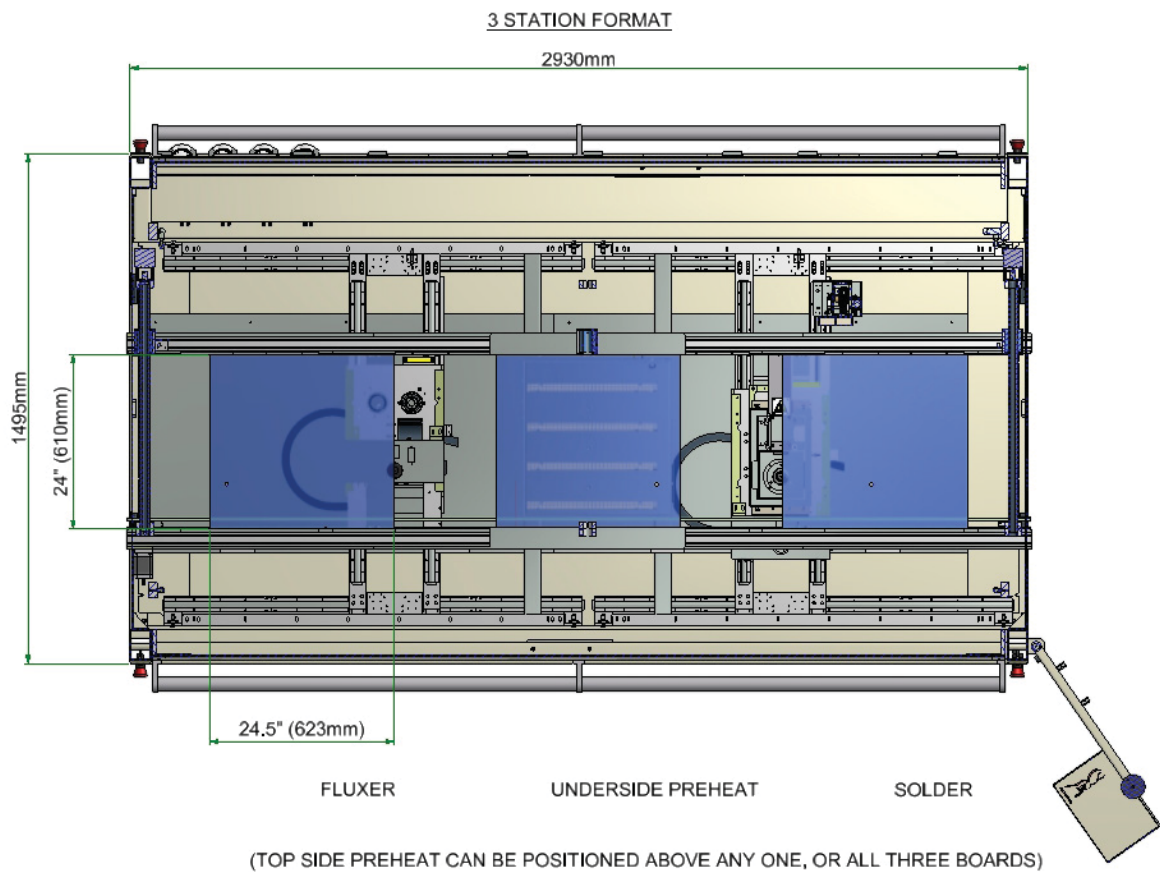 3 STATION FORMAT
2930mm
1495mm
24" (610mm)
24.5" (623mm)
FLUXER
UNDERSIDE PREHEAT
SOLDER
(TOP SIDE PREHEAT CAN BE POSITIONED ABOVE ANY ONE, OR ALL THREE BOARDS)